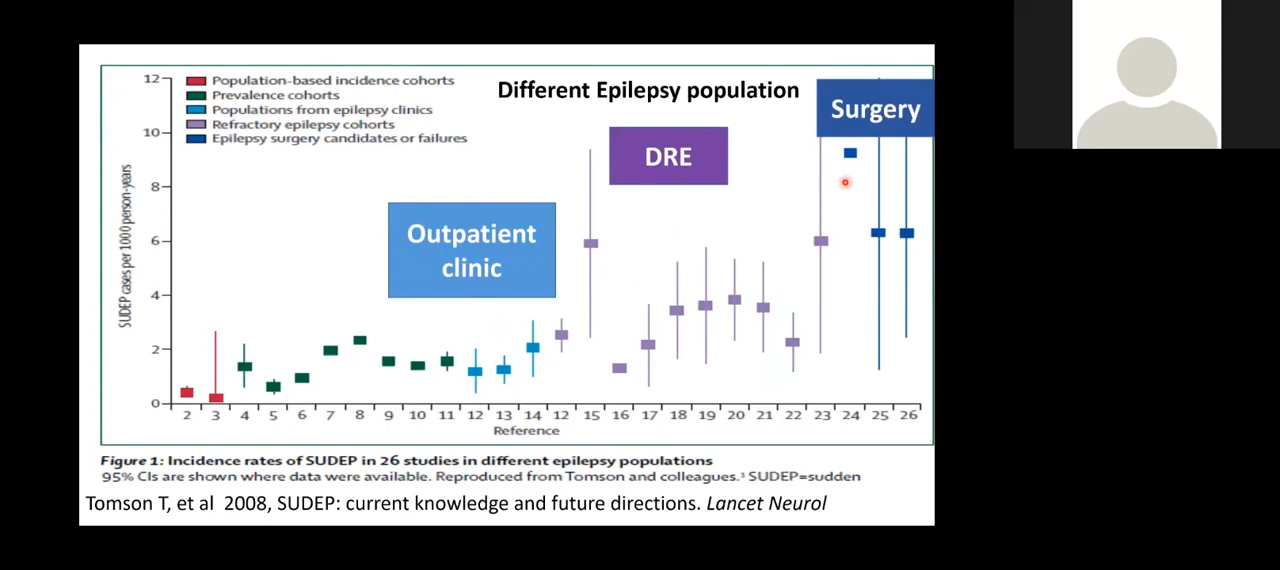 Population-based incidence cohorts
Prevalence cohorts
Populations from epilepsy clinics
Refractory epilepsy cohorts
Epilepsy surgery candidates or failures
Different Epilepsy population
Surgery
DRE
Outpatient
clinic
SUDEP cases per 1000 person-years
12
10
8
6
4
2
0
2 3 4 5 6 7 8 9 10 11 12 13 14 12 15 16 17 18 19 20 21 22 23 24 25 26
Reference
Figure 1: Incidence rates of SUDEP in 26 studies in different epilepsy populations
95% CIs are shown where data were available. Reproduced from Tomson and colleagues.³ SUDEP=sudden
Tomson T, et al 2008, SUDEP: current knowledge and future directions. Lancet Neurol